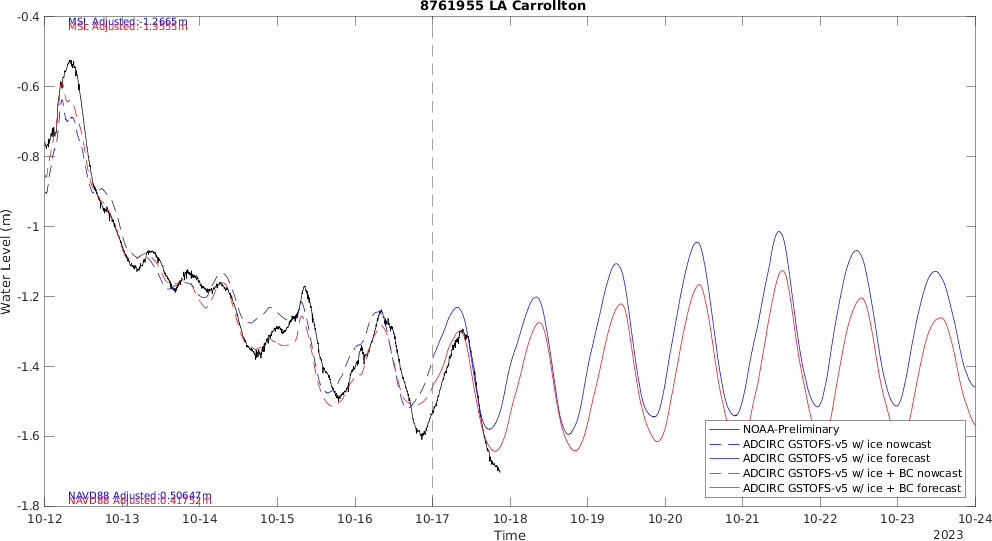 8761955 LA Carrollton
MSL Adjusted:-1.2665m
MSL Adjusted:-1.3555m
-0.4
-0.6
-0.8
-1
-1.2
-1.4
-1.6
-1.8
Water Level (m)
NOAA-Preliminary
ADCIRC GSTOFS-v5 w/ ice nowcast
ADCIRC GSTOFS-v5 w/ ice forecast
ADCIRC GSTOFS-v5 w/ ice + BC nowcast
ADCIRC GSTOFS-v5 w/ ice + BC forecast
NAVD88 Adjusted:0.50647m
NAVD88 Adjusted:0.41752m
10-12 10-13 10-14 10-15 10-16 10-17 10-18 10-19 10-20 10-21 10-22 10-23 10-24
Time
2023